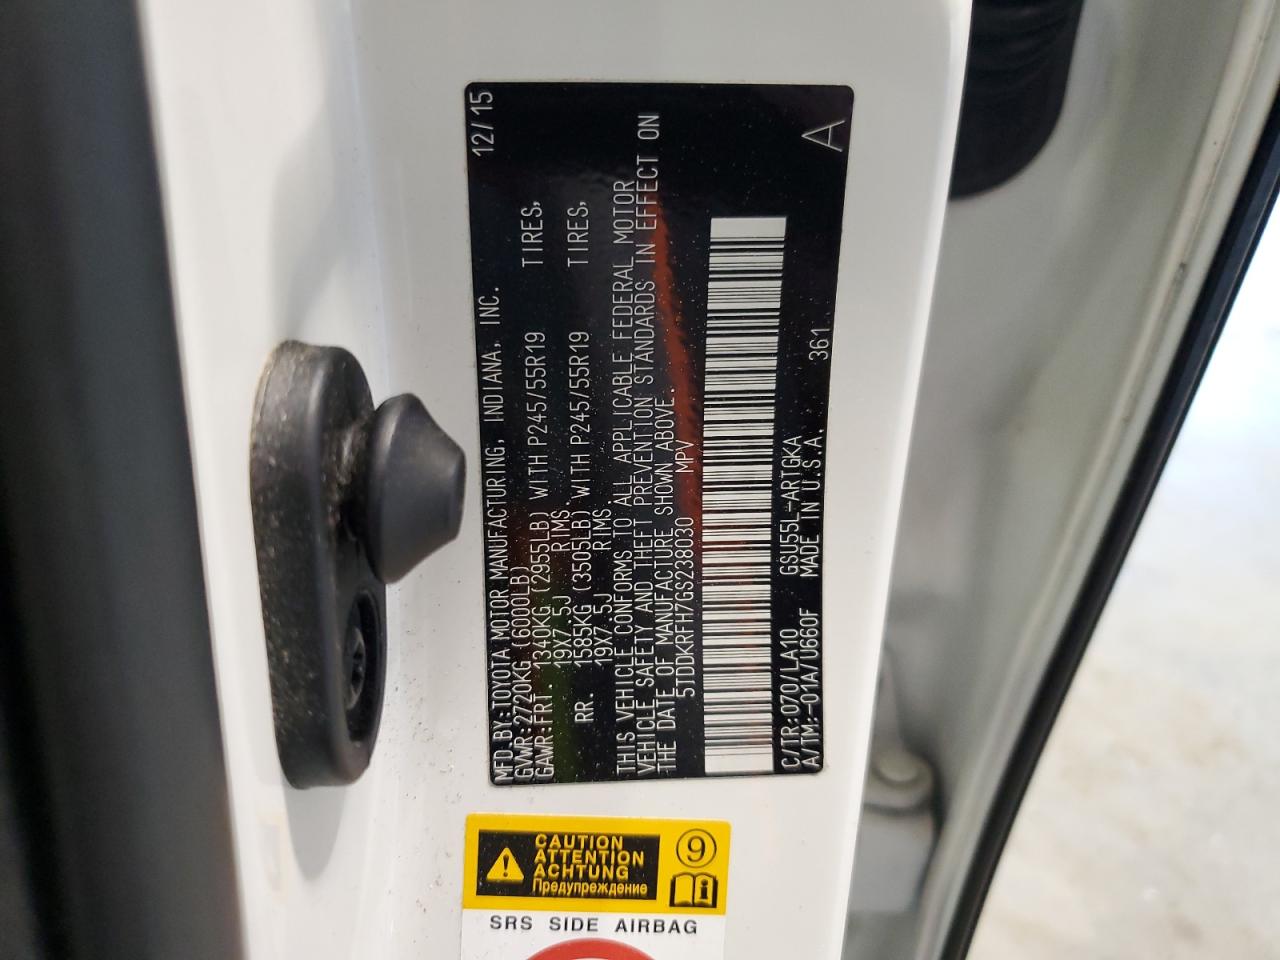 MFD.BY:TOYOTA MOTOR MANUFACTURING, INDIANA, INC. 12/15
GVWR:2720KG(6000LB)
GAWR:FRT. 1340KG (2955LB) WITH P245/55R19 TIRES,
19X7.5J RIMS.
RR. 1585KG (3505LB) WITH P245/55R19 TIRES,
19X7.5J RIMS.
THIS VEHICLE CONFORMS TO ALL APPLICABLE FEDERAL MOTOR
VEHICLE SAFETY AND THEFT PREVENTION STANDARDS IN EFFECT ON
THE DATE OF MANUFACTURE SHOWN ABOVE.
5TDDKRFH7GS238030 MPV
C/TR:070/LA10 GSU55L-ARTGKA
A/TM:-01A/U660F MADE IN U.S.A. 361 A
CAUTION
ATTENTION
ACHTUNG
Предупреждение
9
SRS SIDE AIRBAG